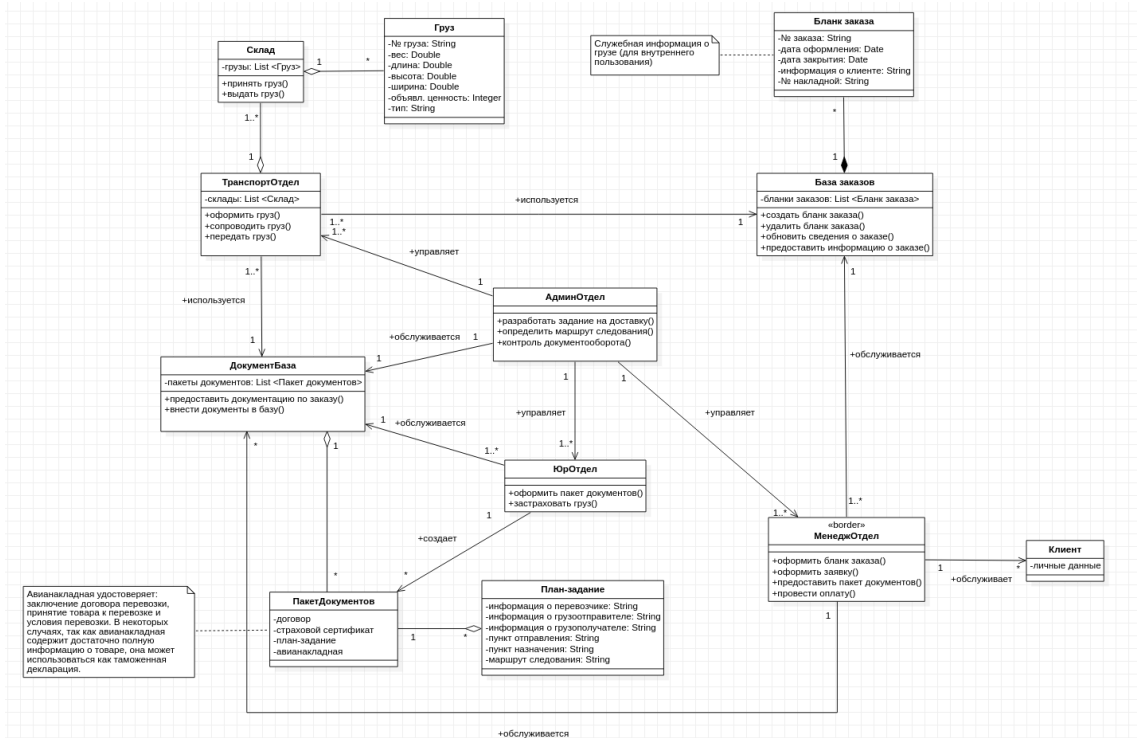 Склад
-грузы: List <Груз>
+принять груз()
+выдать груз()
1
*
Груз
-№ груза: String
-вес: Double
-длина: Double
-высота: Double
-ширина: Double
-объявл. ценность: Integer
-тип: String
Служебная информация о
грузе (для внутреннего
пользования)
Бланк заказа
-№ заказа: String
-дата оформления: Date
-дата закрытия: Date
-информация о клиенте: String
-№ накладной: String
1..*
1
*
1
ТранспортОтдел
-склады: List <Склад>
+оформить груз()
+сопроводить груз()
+передать груз()
1..*
+используется
1
База заказов
-бланки заказов: List <Бланк заказа>
+создать бланк заказа()
+удалить бланк заказа()
+обновить сведения о заказе()
+предоставить информацию о заказе()
1..*
+управляет
1
1..*
+используется
1
1
АдминОтдел
+разработать задание на доставку()
+определить маршрут следования()
+контроль документооборота()
1
+обслуживается
1
+обслуживается
1..*
ДокументБаза
-пакеты документов: List <Пакет документов>
+предоставить документацию по заказу()
+внести документы в базу()
1
+управляет
1..*
1
+управляет
1..*
1
+обслуживается
1..*
*
1
*
ЮрОтдел
+оформить пакет документов()
+застраховать груз()
1
+создает
*
«border»
МенеджОтдел
+оформить бланк заказа()
+оформить заявку()
+предоставить пакет документов()
+провести оплату()
1
+обслуживает
*
Клиент
-личные данные
Авианакладная удостоверяет:
заключение договора перевозки,
принятие товара к перевозке и
условия перевозки. В некоторых
случаях, так как авианакладная
содержит достаточно полную
информацию о товаре, она может
использоваться как таможенная
декларация.
ПакетДокументов
-договор
-страховой сертификат
-план-задание
-авианакладная
1
*
План-задание
-информация о перевозчике: String
-информация о грузоотправителе: String
-информация о грузополучателе: String
-пункт отправления: String
-пункт назначения: String
-маршрут следования: String
1
+обслуживается